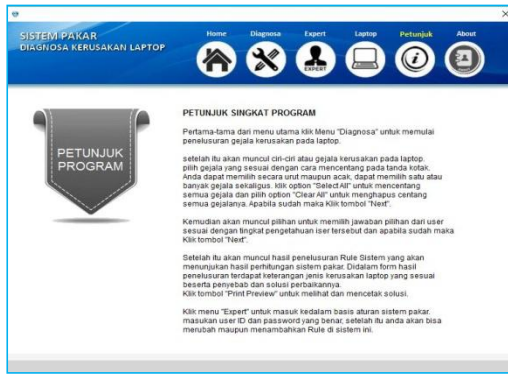 SISTEM PAKAR
DIAGNOSA KERUSAKAN LAPTOP
Home Diagnosa Expert Laptop Petunjuk About
EXPERT
PETUNJUK
PROGRAM
PETUNJUK SINGKAT PROGRAM
Pertama-tama dari menu utama klik Menu "Diagnosa" untuk memulai
penelusuran gejala kerusakan pada laptop.
setelah itu akan muncul ciri-ciri atau gejala kerusakan pada laptop.
pilih gejala yang sesuai dengan cara mencentang pada tanda kotak.
Anda dapat memilih secara urut maupun acak, dapat memilih satu atau
banyak gejala sekaligus. klik option "Select All" untuk mencentang
semua gejala dan pilih option "Clear All" untuk menghapus centang
semua gejalanya. Apabila sudah maka Klik tombol "Next".
Kemudian akan muncul pilihan untuk memilih jawaban pilihan dari user
sesuai dengan tingkat pengetahuan iser tersebut dan apabila sudah maka
Klik tombol "Next".
Setelah itu akan muncul hasil penelusuran Rule Sistem yang akan
menunjukan hasil perhitungan sistem pakar. Didalam form hasil
penelusuran terdapat keterangan jenis kerusakan laptop yang sesuai
beserta penyebab dan solusi perbaikannya.
Klik tombol "Print Preview" untuk melihat dan mencetak solusi.
Klik menu "Expert" untuk masuk kedalam basis aturan sistem pakar.
masukan user ID dan password yang benar, setelah itu anda akan bisa
merubah maupun menambahkan Rule di sistem ini.